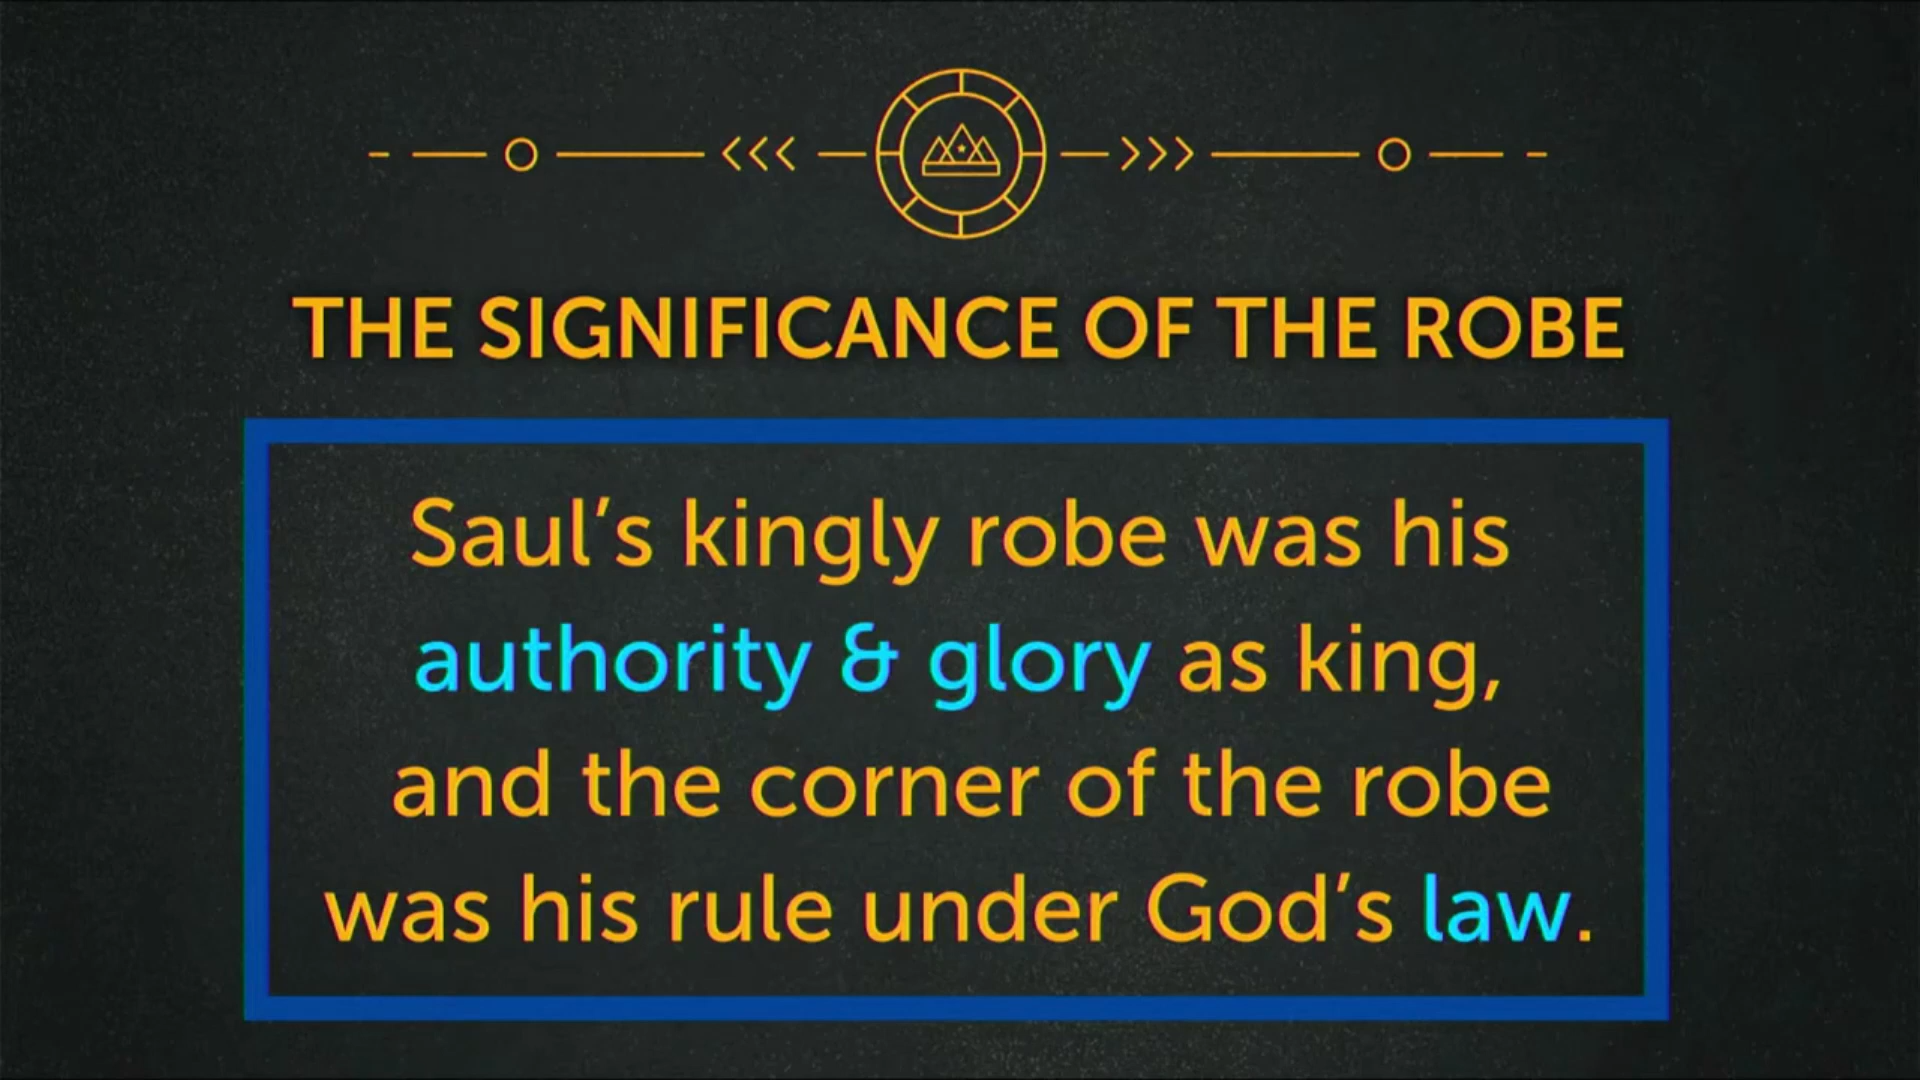 THE SIGNIFICANCE OF THE ROBE
Saul’s kingly robe was his
authority & glory as king,
and the corner of the robe
was his rule under God’s law.